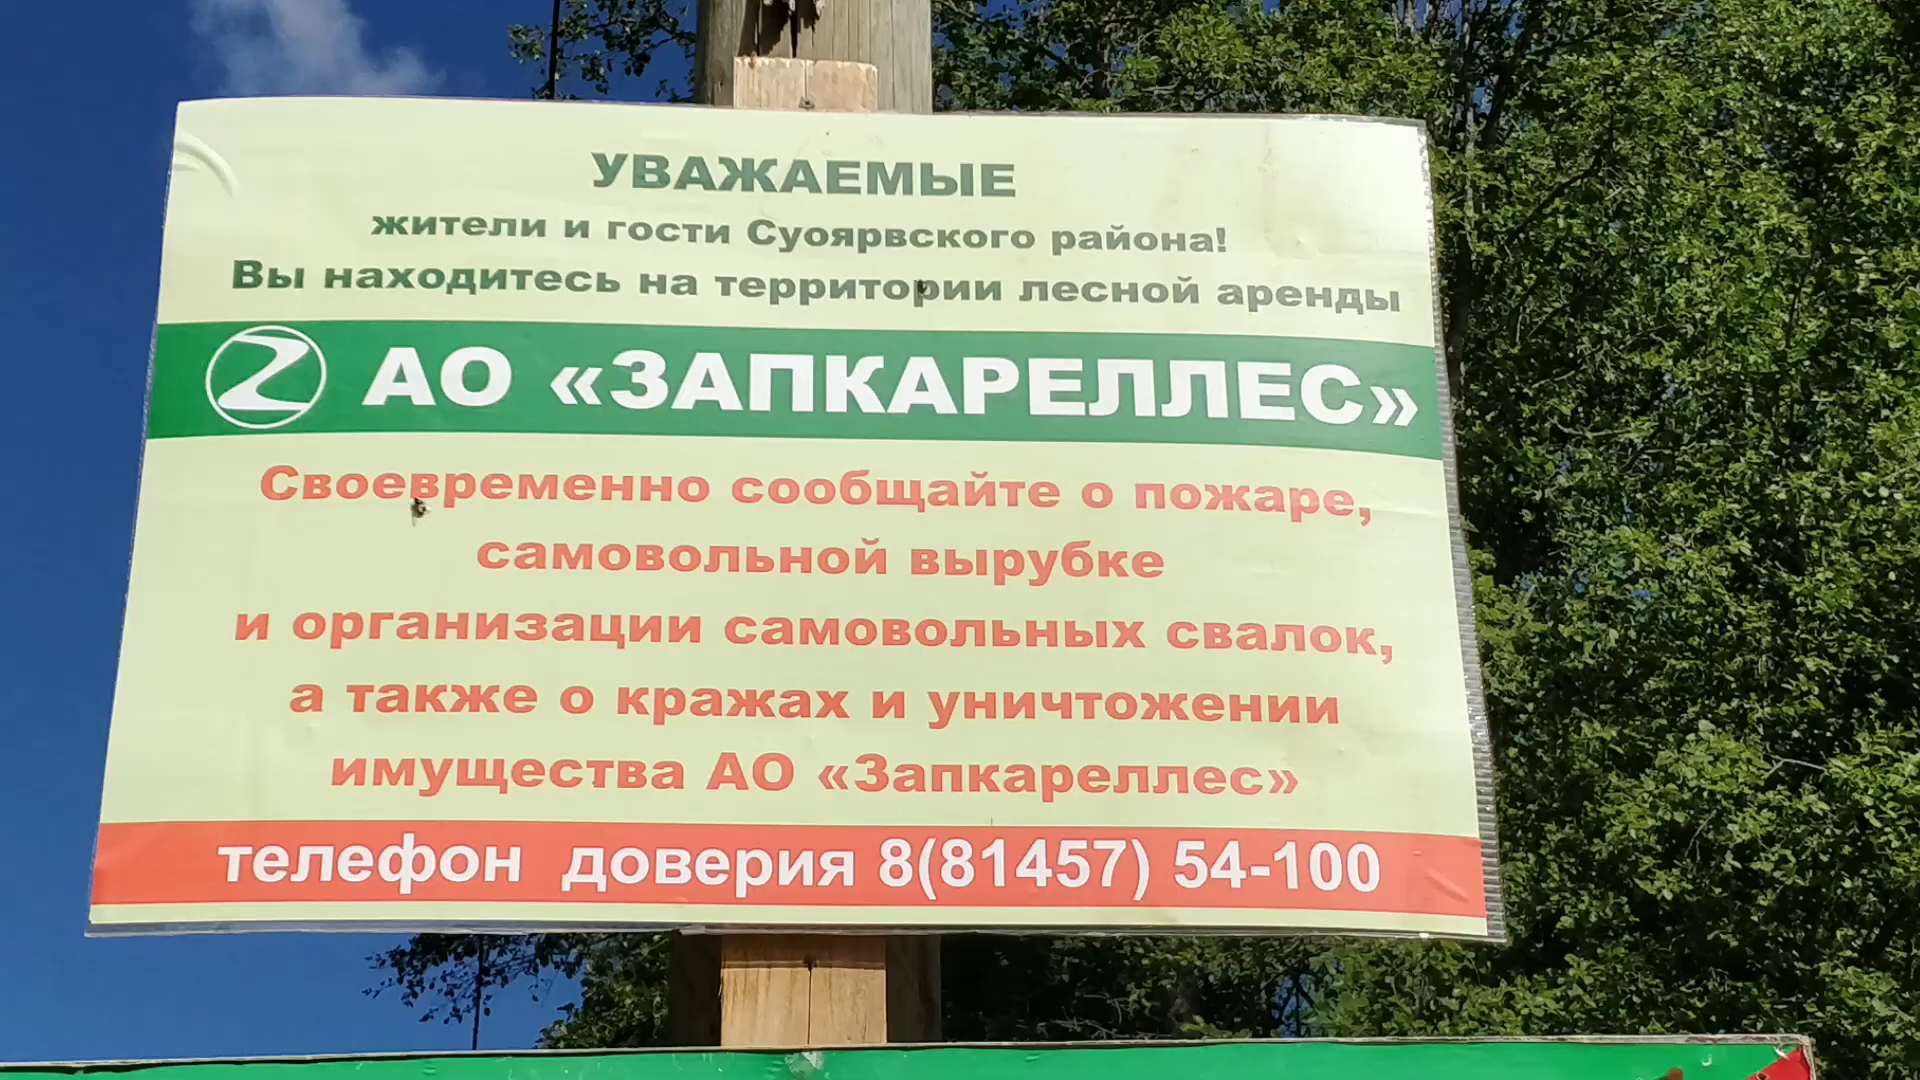 УВАЖАЕМЫЕ
жители и гости Суоярвского района!
Вы находитесь на территории лесной аренды
АО «ЗАПКАРЕЛЛЕС»
Своевременно сообщайте о пожаре,
самовольной вырубке
и организации самовольных свалок,
а также о кражах и уничтожении
имущества АО «Запкареллес»
телефон доверия 8(81457) 54-100